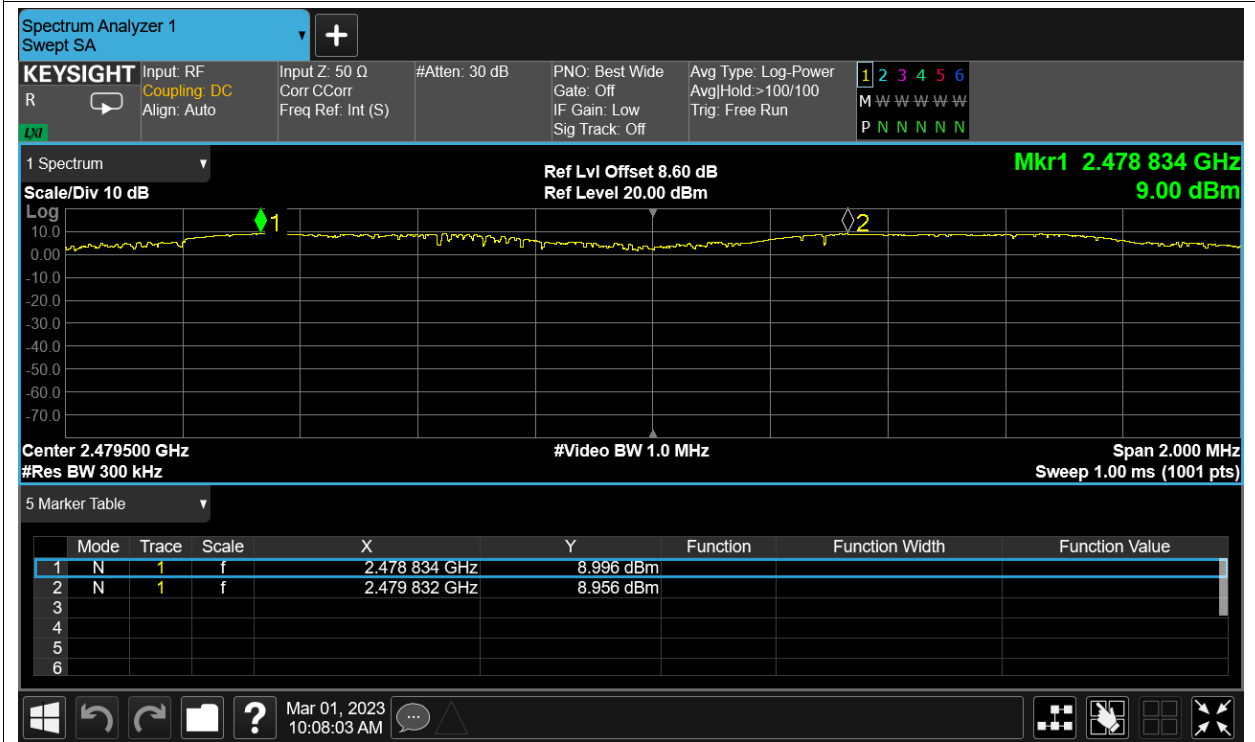 Spectrum Analyzer 1
Swept SA
+
KEYSIGHT Input: RF Input Z: 50 Ω #Atten: 30 dB PNO: Best Wide Avg Type: Log-Power 1 2 3 4 5 6
R Coupling: DC Corr CCorr Gate: Off Avg|Hold:>100/100 M W W W W W
Align: Auto Freq Ref: Int (S) IF Gain: Low Trig: Free Run
LXI Sig Track: Off P N N N N N
1 Spectrum Ref Lvl Offset 8.60 dB Mkr1 2.478 834 GHz
Scale/Div 10 dB Ref Level 20.00 dBm 9.00 dBm
Log
1 2
10.0
0.00
-10.0
-20.0
-30.0
-40.0
-50.0
-60.0
-70.0
Center 2.479500 GHz #Video BW 1.0 MHz Span 2.000 MHz
#Res BW 300 kHz Sweep 1.00 ms (1001 pts)
5 Marker Table
Mode Trace Scale X Y Function Function Width Function Value
1 N 1 f 2.478 834 GHz 8.996 dBm
2 N 1 f 2.479 832 GHz 8.956 dBm
3
4
5
6
? Mar 01, 2023
10:08:03 AM